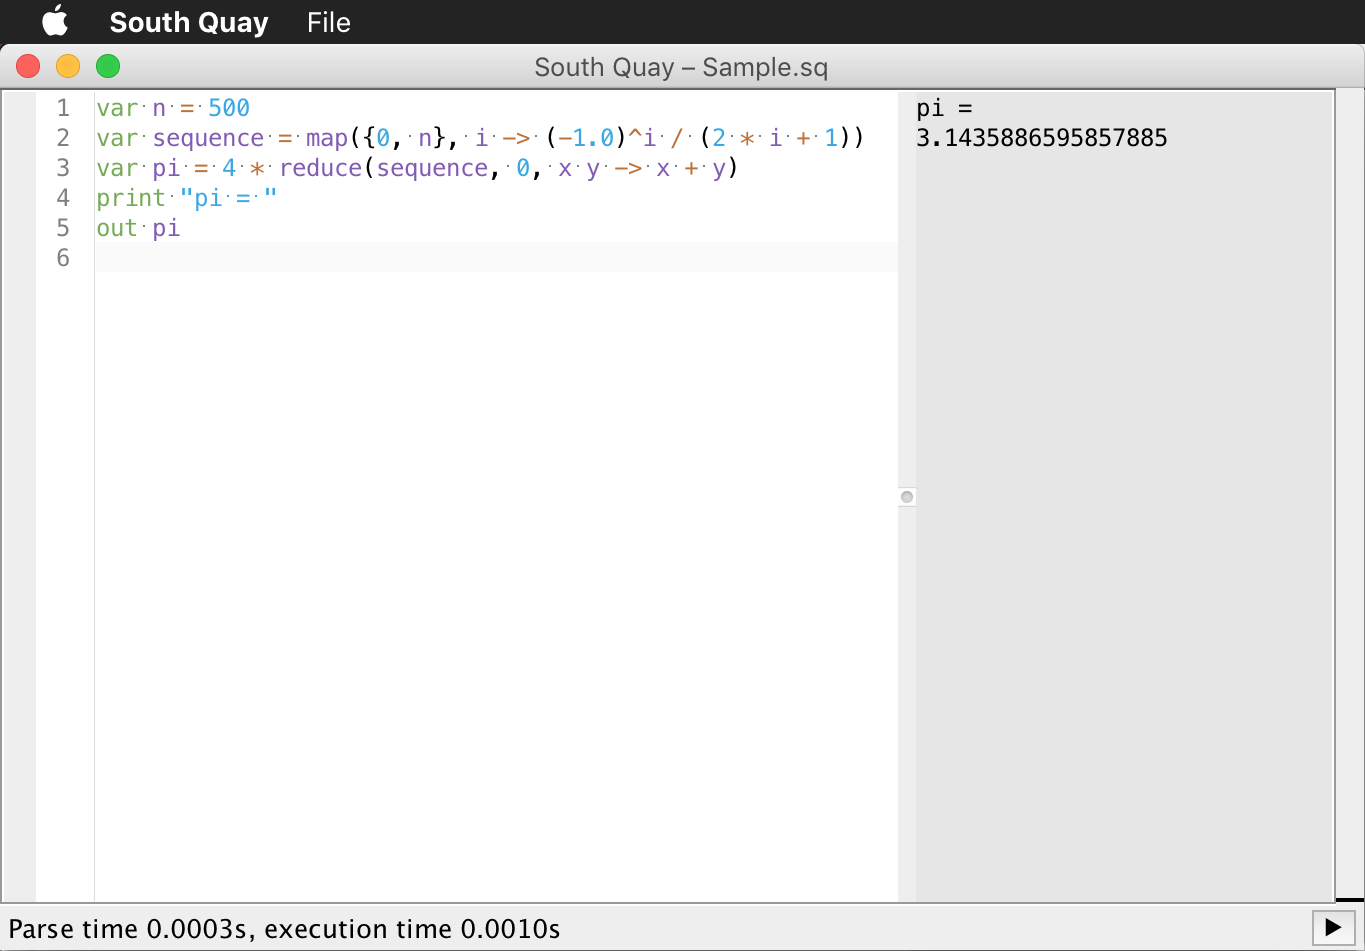 South Quay File
South Quay – Sample.sq
1 var n = 500
2 var sequence = map({0, n}, i -> (-1.0)^i / (2 * i + 1))
3 var pi = 4 * reduce(sequence, 0, x y -> x + y)
4 print "pi = "
5 out pi
6
pi =
3.1435886595857885
Parse time 0.0003s, execution time 0.0010s